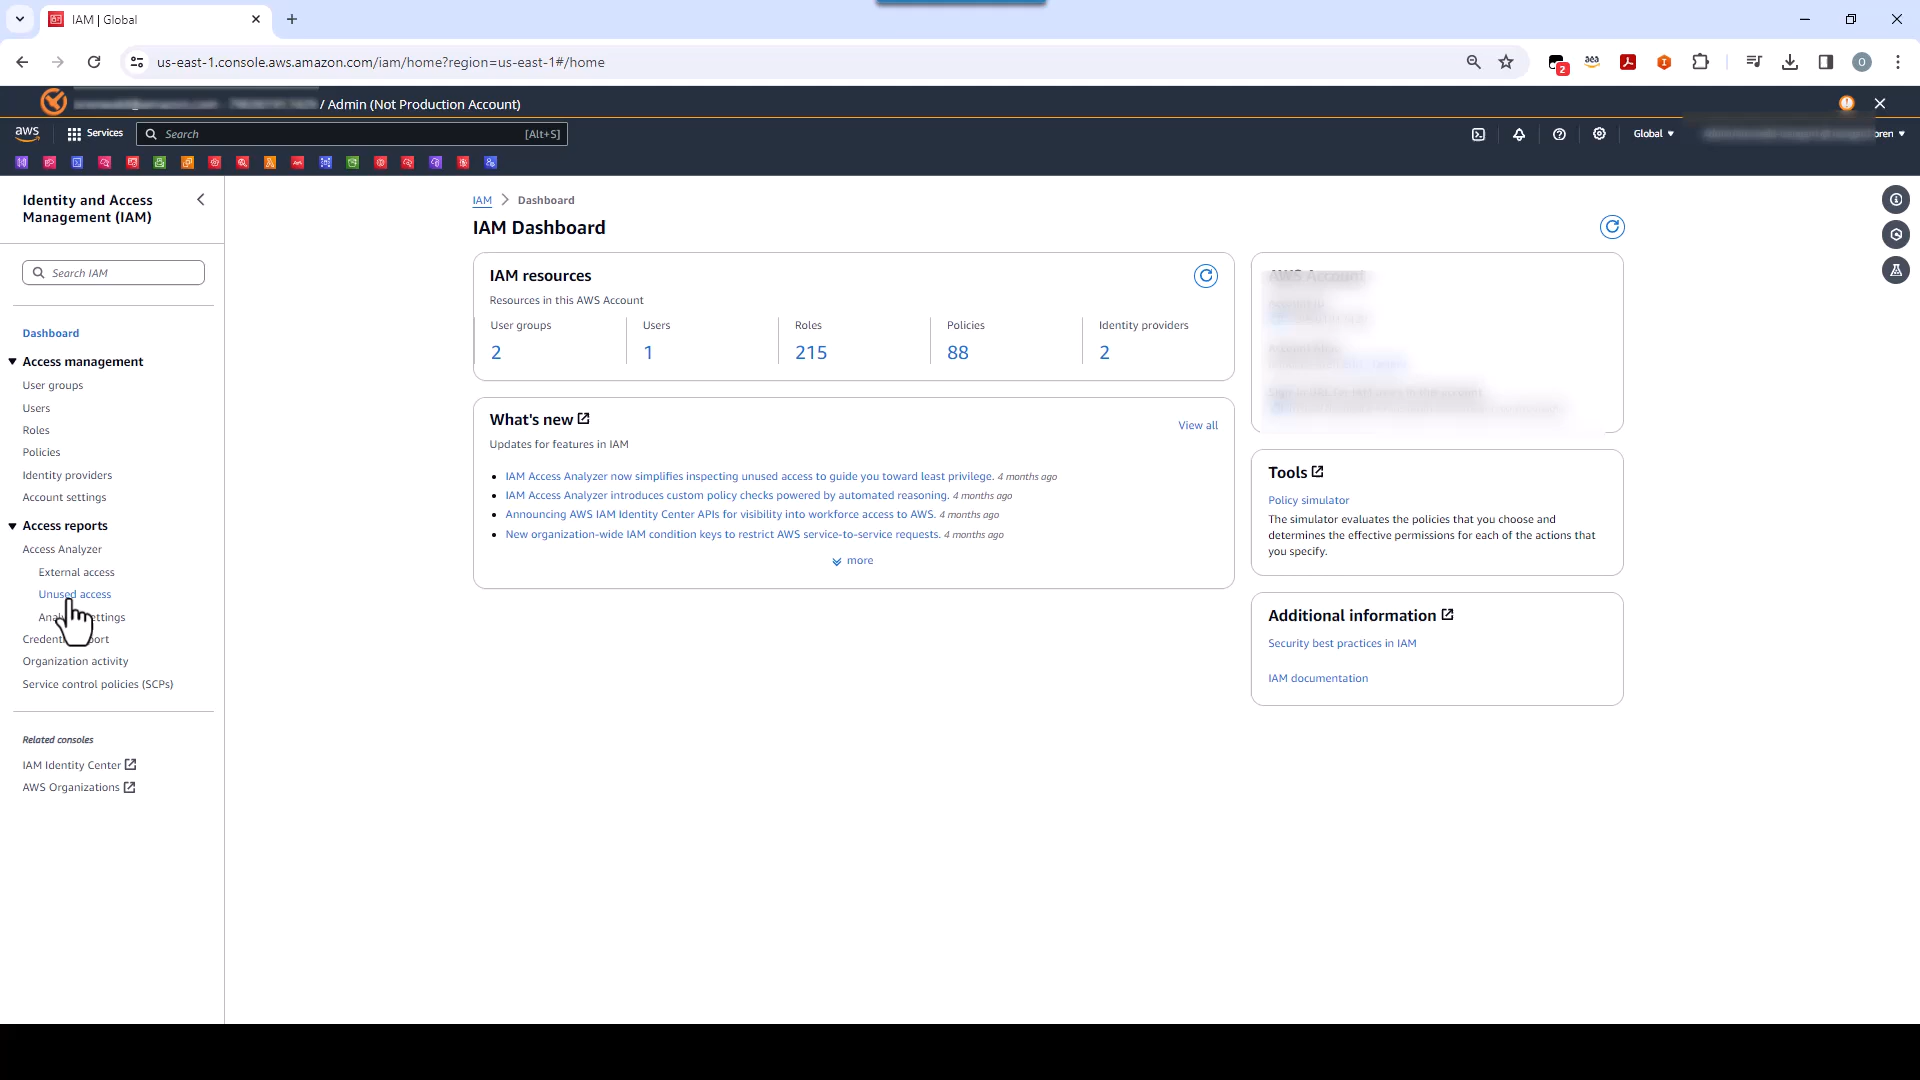 IAM | Global
us-east-1.console.aws.amazon.com/iam/home?region=us-east-1#/home
2
aea
O
/ Admin (Not Production Account)
aws
Services
Search
[Alt+S]
Global
oren
Identity and Access
Management (IAM)
Search IAM
Dashboard
Access management
User groups
Users
Roles
Policies
Identity providers
Account settings
Access reports
Access Analyzer
External access
Unused access
Organization activity
Service control policies (SCPs)
Related consoles
IAM Identity Center
AWS Organizations
IAM > Dashboard
IAM Dashboard
IAM resources
Resources in this AWS Account
User groups
2
Users
1
Roles
215
Policies
88
Identity providers
2
What's new
View all
Updates for features in IAM
IAM Access Analyzer now simplifies inspecting unused access to guide you toward least privilege. 4 months ago
IAM Access Analyzer introduces custom policy checks powered by automated reasoning. 4 months ago
Announcing AWS IAM Identity Center APIs for visibility into workforce access to AWS. 4 months ago
New organization-wide IAM condition keys to restrict AWS service-to-service requests. 4 months ago
more
AWS Account
Tools
Policy simulator
The simulator evaluates the policies that you choose and
determines the effective permissions for each of the actions that
you specify.
Additional information
Security best practices in IAM
IAM documentation